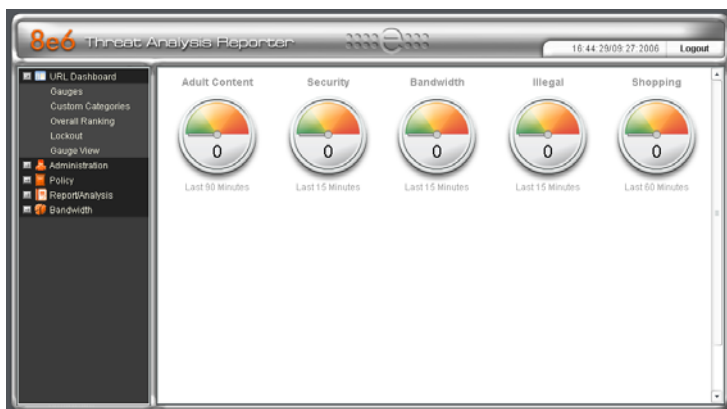 8e6 Threat Analysis Reporter
16:44:29/09:27:2006 Logout
URL Dashboard
Gauges
Custom Categories
Overall Ranking
Lockout
Gauge View
Administration
Policy
Report/Analysis
Bandwidth
Adult Content Security Bandwidth Illegal Shopping
0 0 0 0 0
Last 90 Minutes Last 15 Minutes Last 15 Minutes Last 15 Minutes Last 60 Minutes